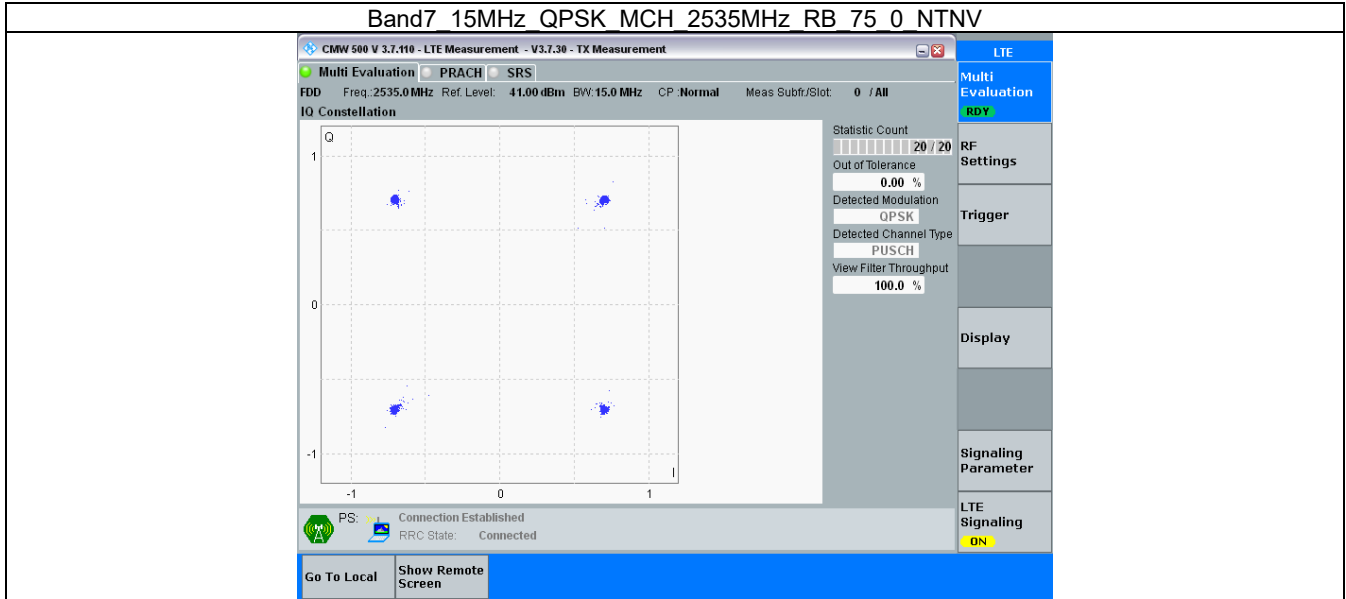 Band7_15MHz_QPSK_MCH_2535MHz_RB_75_0_NTNV
CMW 500 V 3.7.110 - LTE Measurement - V3.7.30 - TX Measurement
LTE
Multi Evaluation PRACH SRS
Multi
Evaluation
RDY
FDD Freq.:2535.0 MHz Ref. Level: 41.00 dBm BW:15.0 MHz CP :Normal Meas Subfr/Slot: 0 / All
IQ Constellation
Q
1
0
-1
I
-1 0 1
Statistic Count
20 / 20
Out of Tolerance
0.00 %
Detected Modulation
QPSK
Detected Channel Type
PUSCH
View Filter Throughput
100.0 %
RF
Settings
Trigger
Display
Signaling
Parameter
LTE
Signaling
ON
PS: Connection Established
RRC State: Connected
Go To Local
Show Remote
Screen